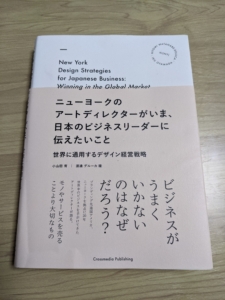 New York
Design Strategies
for Japanese Business:
Winning in the Global Market
ニューヨークの
アートディレクターがいま、
日本のビジネスリーダーに
伝えたいこと
世界に通用するデザイン経営戦略
ビジネスが
うまく
いかない
のはなぜ
だろう？
モノやサービスを売る
ことより大切なもの
Crossmedia Publishing